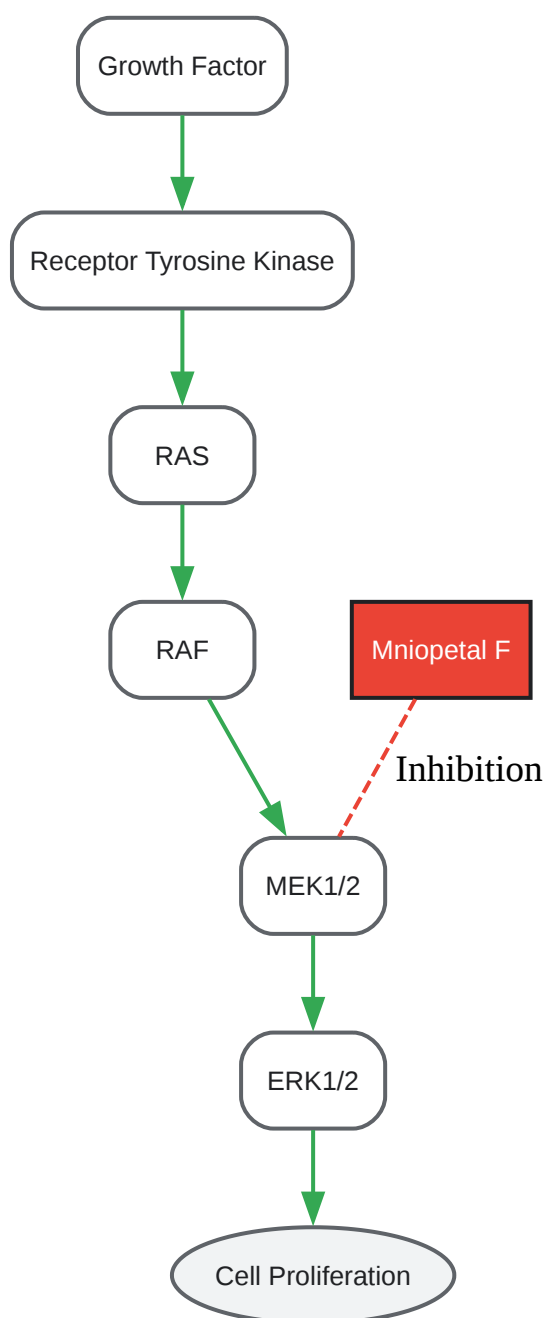 Growth Factor
Receptor Tyrosine Kinase
RAS
RAF
Mniopetal F
Inhibition
MEK1/2
ERK1/2
Cell Proliferation